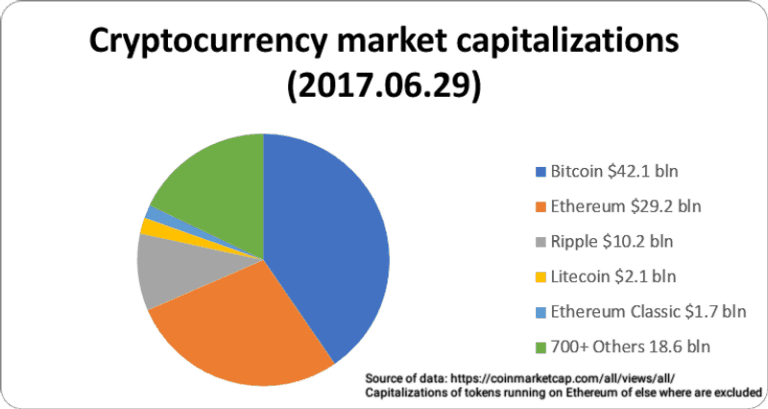 Cryptocurrency market capitalizations
(2017.06.29)
Bitcoin $42.1 bln
Ethereum $29.2 bln
Ripple $10.2 bln
Litecoin $2.1 bln
Ethereum Classic $1.7 bln
700+ Others 18.6 bln
Source of data: https://coinmarketcap.com/all/views/all/
Capitalizations of tokens running on Ethereum of else where are excluded